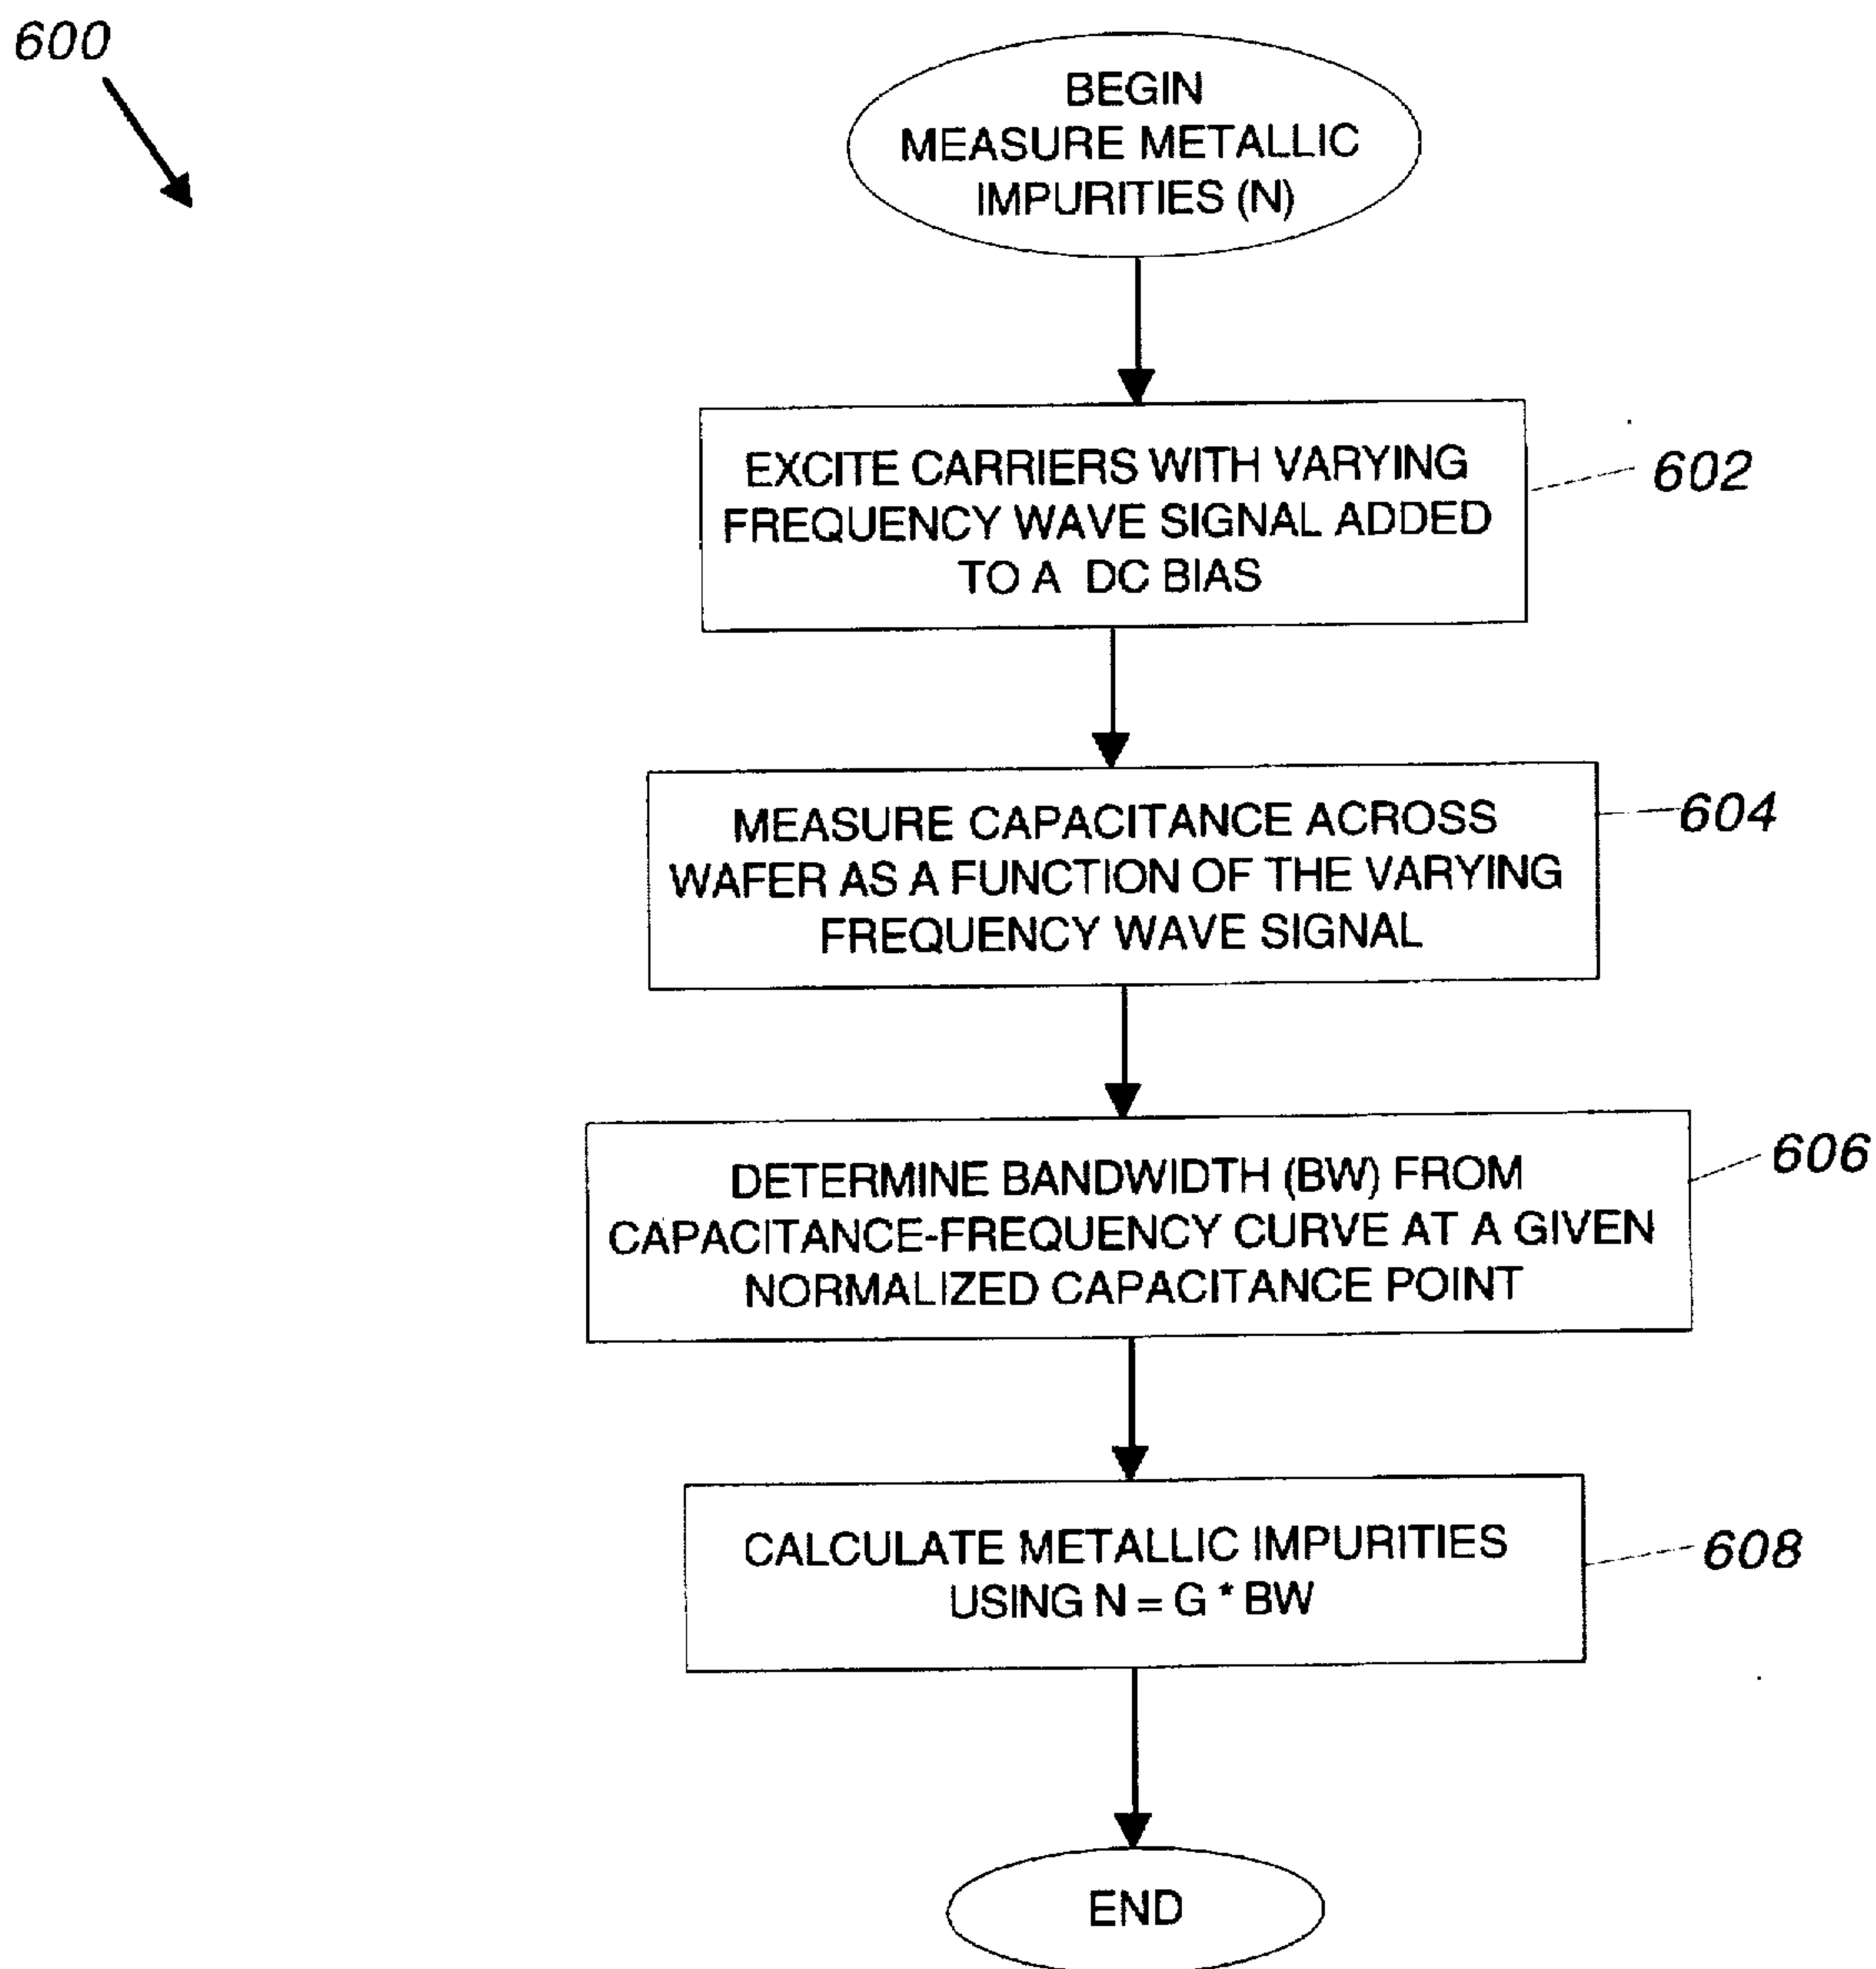 600
BEGIN
MEASURE METALLIC
IMPURITIES (N)
EXCITE CARRIERS WITH VARYING
FREQUENCY WAVE SIGNAL ADDED
TO A DC BIAS
602
MEASURE CAPACITANCE ACROSS
WAFER AS A FUNCTION OF THE VARYING
FREQUENCY WAVE SIGNAL
604
DETERMINE BANDWIDTH (BW) FROM
CAPACITANCE-FREQUENCY CURVE AT A GIVEN
NORMALIZED CAPACITANCE POINT
606
CALCULATE METALLIC IMPURITIES
USING N = G * BW
608
END